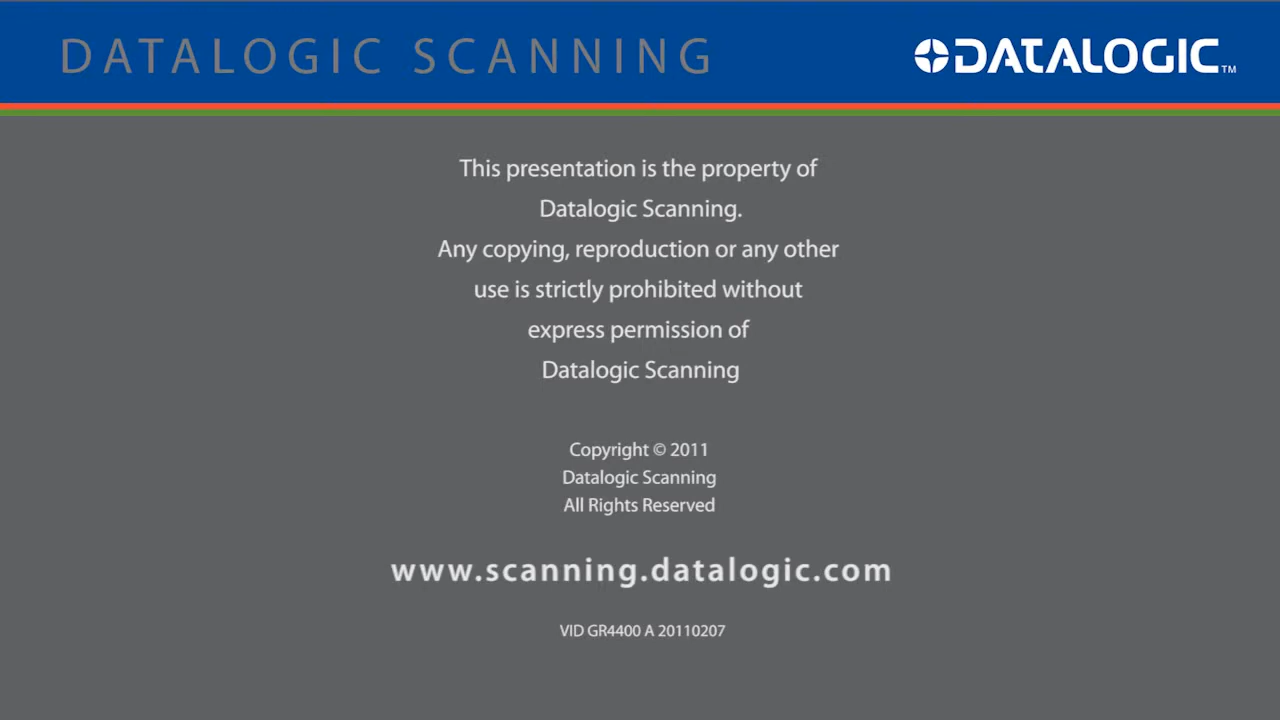 DATALOGIC SCANNING
DATALOGIC™
This presentation is the property of
Datalogic Scanning.
Any copying, reproduction or any other
use is strictly prohibited without
express permission of
Datalogic Scanning
Copyright © 2011
Datalogic Scanning
All Rights Reserved
www.scanning.datalogic.com
VID GR4400 A 20110207